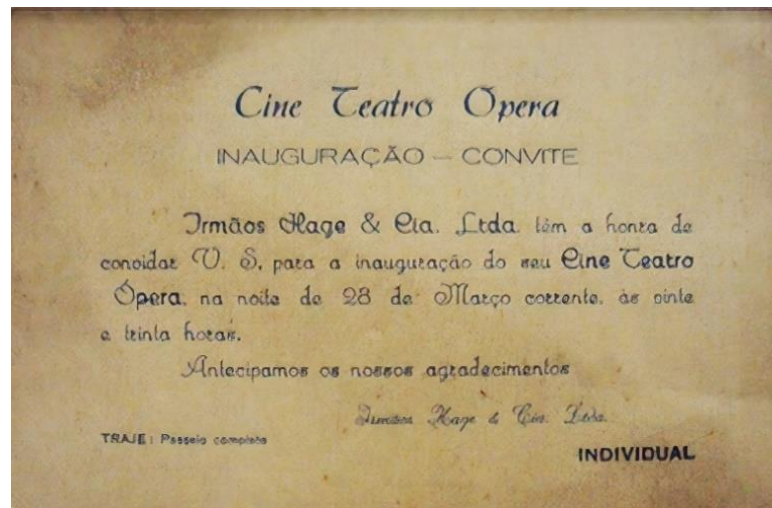 Cine Teatro Ópera
INAUGURAÇÃO — CONVITE
Irmãos Hage & Cia. Ltda. têm a honra de
convidar V. S. para a inauguração do seu Cine Teatro
Ópera, na noite de 28 de Março corrente, às vinte
e trinta horas.
Antecipamos os nossos agradecimentos
Irmãos Hage & Cia. Ltda.
TRAJE: Passeio completo
INDIVIDUAL